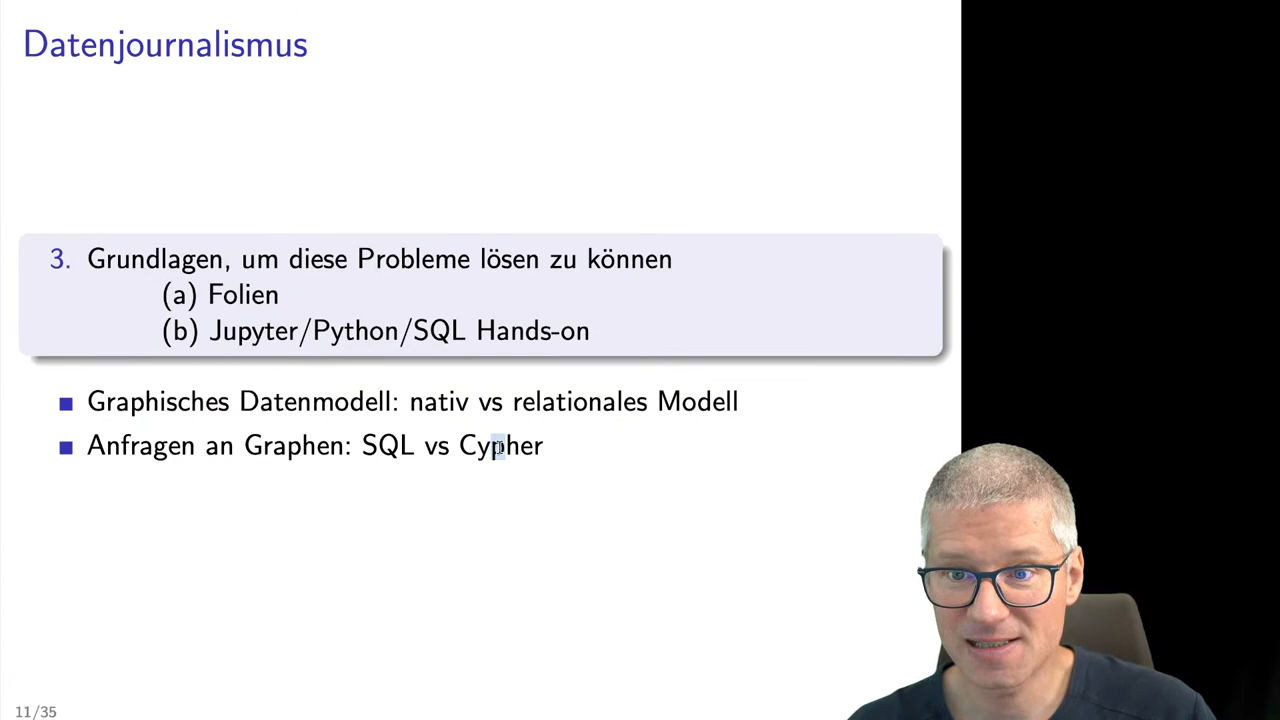 Datenjournalismus
3. Grundlagen, um diese Probleme lösen zu können
(a) Folien
(b) Jupyter/Python/SQL Hands-on
Graphisches Datenmodell: nativ vs relationales Modell
Anfragen an Graphen: SQL vs Cypher
11/35